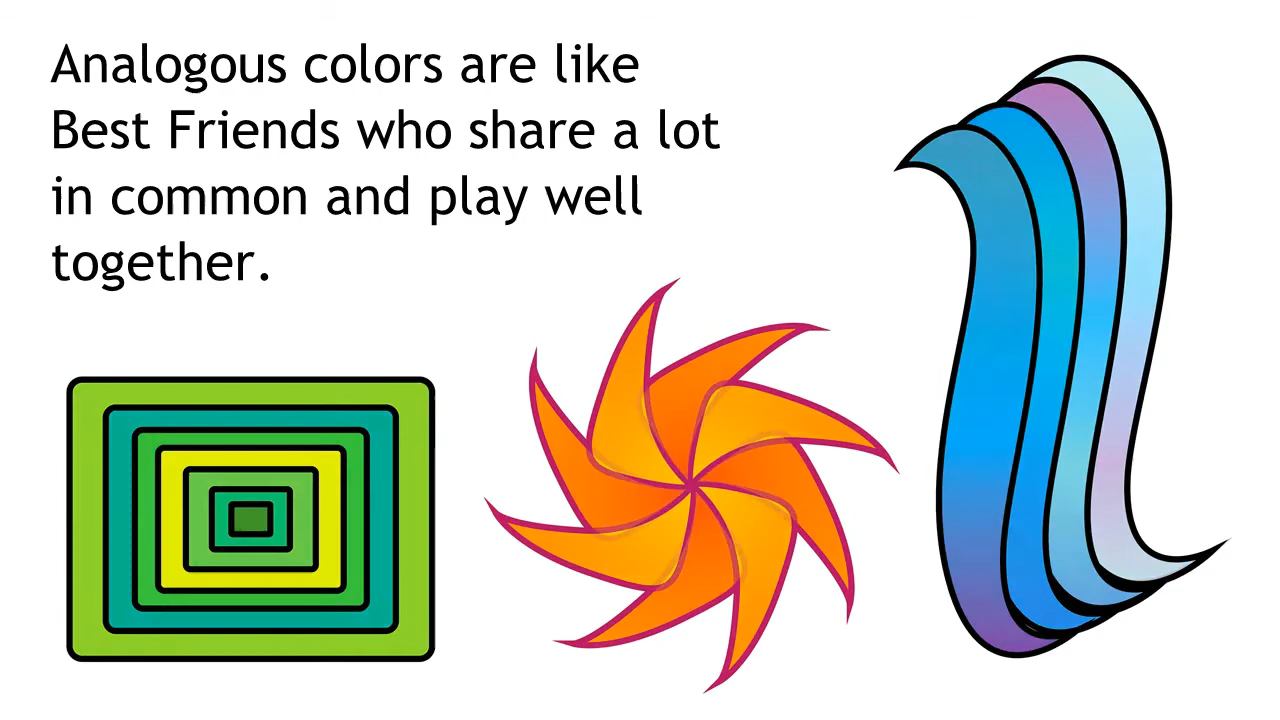 Analogous colors are like
Best Friends who share a lot
in common and play well
together.